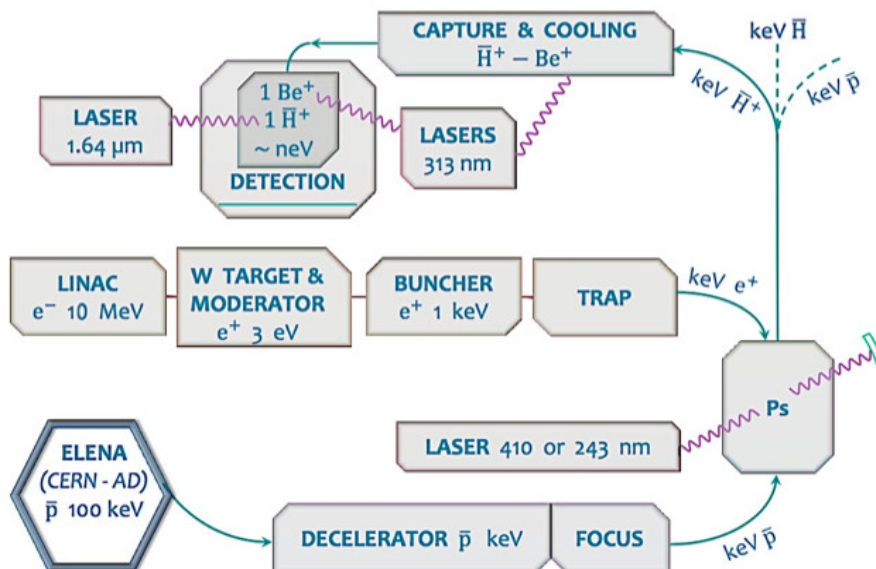 CAPTURE & COOLING
H̅⁺ – Be⁺
keV H̅
keV H̅⁺
keV p̅
LASER
1.64 µm
1 Be⁺
1 H̅⁺
~ neV
DETECTION
LASERS
313 nm
LINAC
e⁻ 10 MeV
W TARGET &
MODERATOR
e⁺ 3 eV
BUNCHER
e⁺ 1 keV
TRAP
keV e⁺
Ps
LASER 410 or 243 nm
ELENA
(CERN - AD)
p̅ 100 keV
DECELERATOR p̅ keV
FOCUS
keV p̅